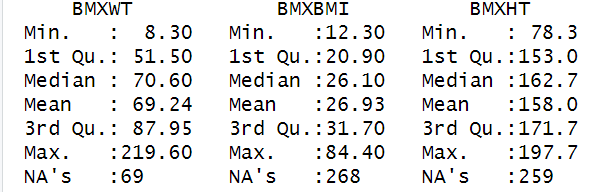 BMXWT BMXBMI BMXHT
Min. : 8.30 Min. :12.30 Min. : 78.3
1st Qu.: 51.50 1st Qu.:20.90 1st Qu.:153.0
Median : 70.60 Median :26.10 Median :162.7
Mean : 69.24 Mean :26.93 Mean :158.0
3rd Qu.: 87.95 3rd Qu.:31.70 3rd Qu.:171.7
Max. :219.60 Max. :84.40 Max. :197.7
NA's :69 NA's :268 NA's :259